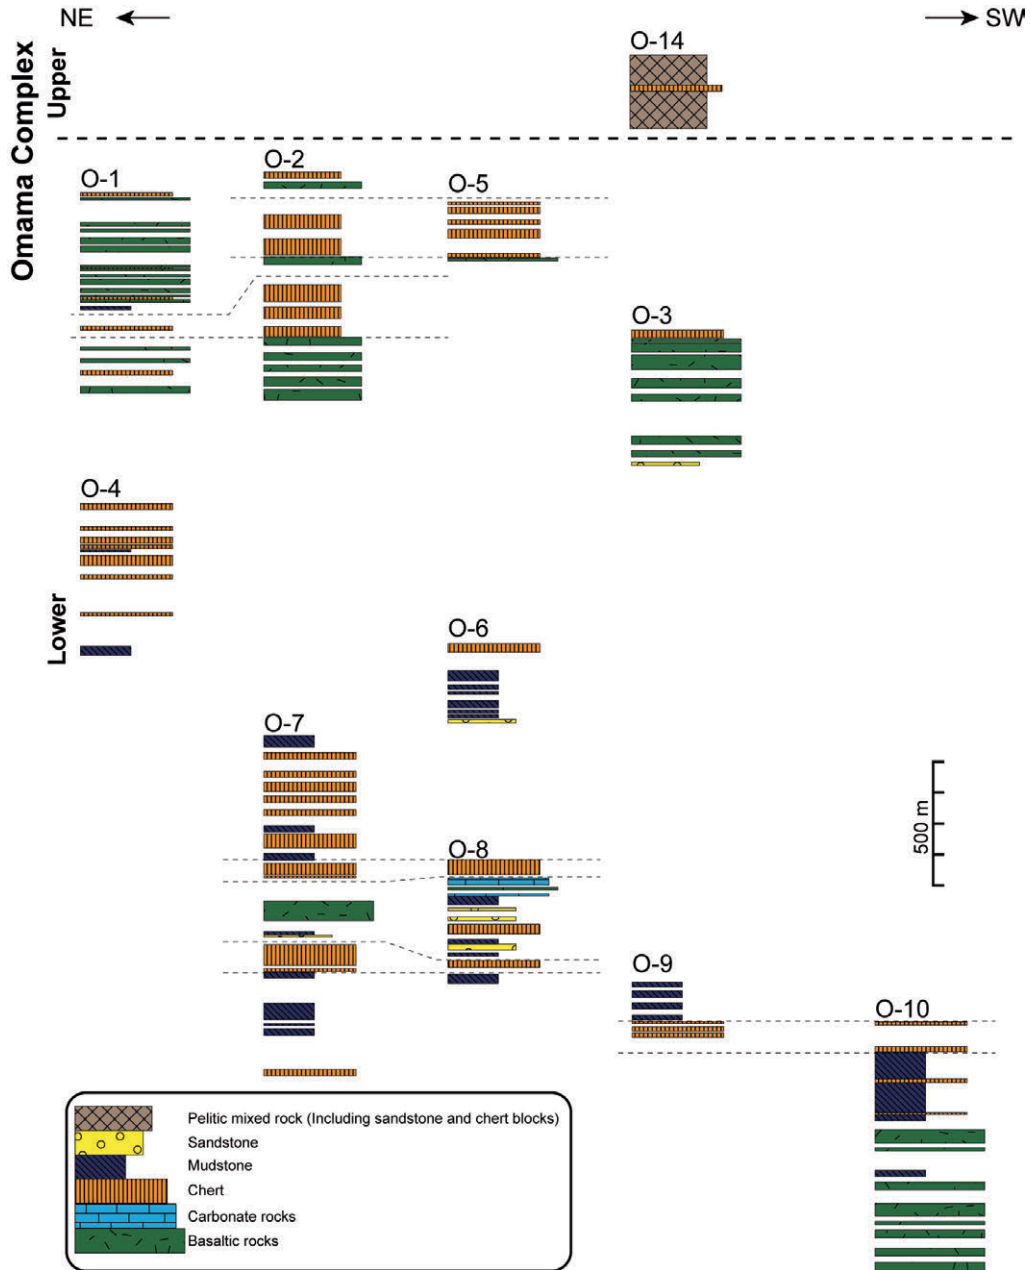 NE
SW
Omama Complex
Upper
O-14
O-1
O-2
O-5
O-3
O-4
Lower
O-6
O-7
500 m
O-8
O-9
O-10
Pelitic mixed rock (Including sandstone and chert blocks)
Sandstone
Mudstone
Chert
Carbonate rocks
Basaltic rocks